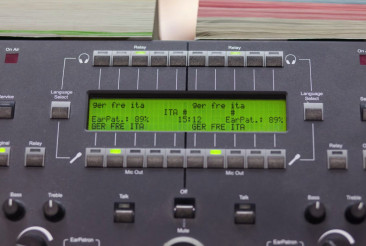 Relay Relay
On Air On A
Language Select Language Select
ger fre ita ger fre ita
ITA # #
EarPat.: 89% 15:12 EarPat.: 89%
GER FRE ITA GER FRE ITA
Relay Relay
Mic Out Mic Out
Off
Bass Treble Talk Talk Bass Treble
Mute
EarPatron EarPatron